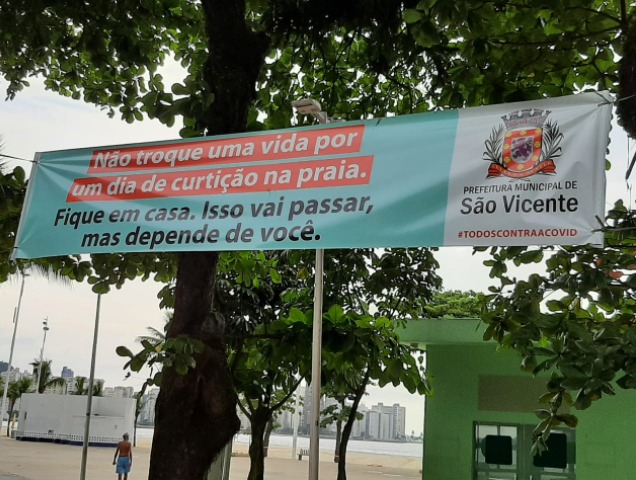 Não troque uma vida por
um dia de curtição na praia.
Fique em casa. Isso vai passar,
mas depende de você.
PREFEITURA MUNICIPAL DE
São Vicente
#TODOSCONTRAACOVID